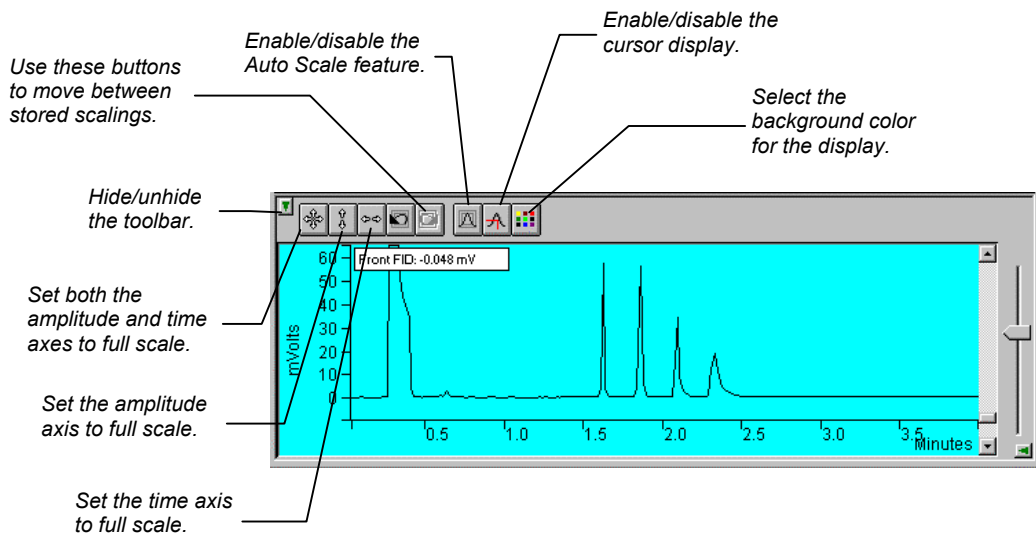 Enable/disable the
cursor display.
Enable/disable the
Auto Scale feature.
Use these buttons
to move between
stored scalings.
Select the
background color
for the display.
Hide/unhide
the toolbar.
Set both the
amplitude and time
axes to full scale.
Set the amplitude
axis to full scale.
Set the time axis
to full scale.
Front FID: -0.048 mV
60
50
40
30
20
10
0
mVolts
0.5
1.0
1.5
2.0
2.5
3.0
3.5
Minutes